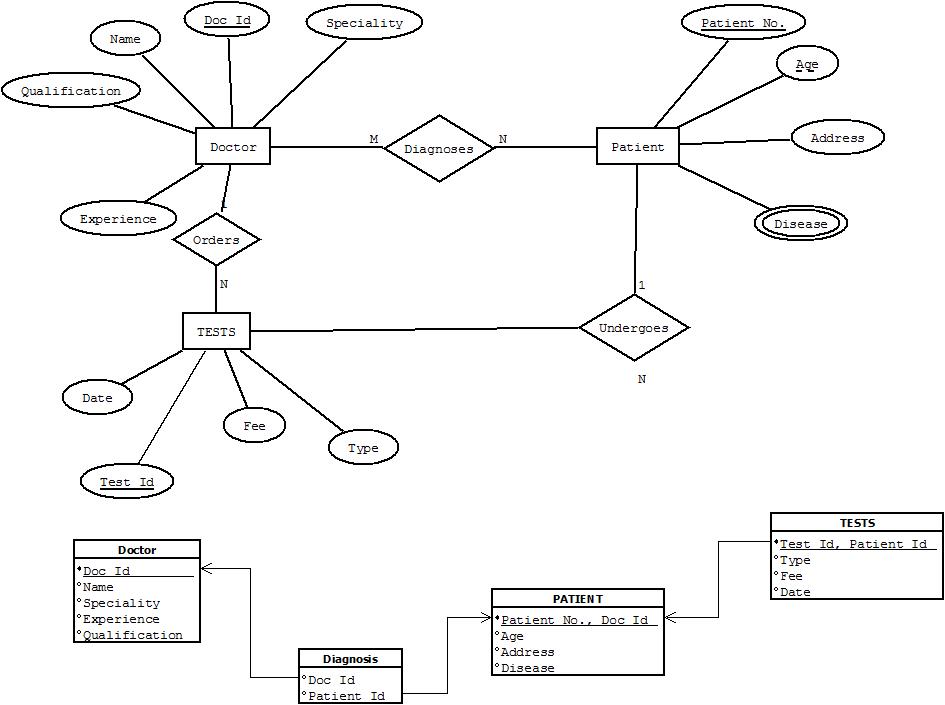 Doc Id
Speciality
Patient No.
Name
Age
Qualification
Address
Doctor
M
Diagnoses
N
Patient
Experience
1
Disease
Orders
N
1
TESTS
Undergoes
N
Date
Fee
Type
Test Id
Doctor
Doc Id
Name
Speciality
Experience
Qualification
Diagnosis
Doc Id
Patient Id
PATIENT
Patient No., Doc Id
Age
Address
Disease
TESTS
Test Id, Patient Id
Type
Fee
Date